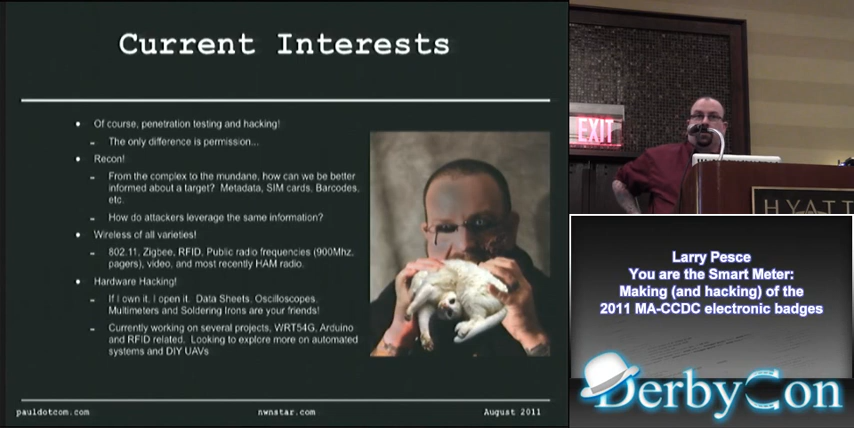 Current Interests
• Of course, penetration testing and hacking!
– The only difference is permission...
• Recon!
– From the complex to the mundane, how can we be better
informed about a target? Metadata, SIM cards, Barcodes,
etc.
– How do attackers leverage the same information?
• Wireless of all varieties!
– 802.11, Zigbee, RFID, Public radio frequencies (900Mhz,
pagers), video, and most recently HAM radio.
• Hardware Hacking!
– If I own it, I open it. Data Sheets, Oscilloscopes,
Multimeters and Soldering Irons are your friends!
– Currently working on several projects, WRT54G, Arduino
and RFID related. Looking to explore more on automated
systems and DIY UAVs
pauldotcom.com
nwnstar.com
August 2011
EXIT
HYATT
Larry Pesce
You are the Smart Meter:
Making (and hacking) of the
2011 MA-CCDC electronic badges
DerbyCon